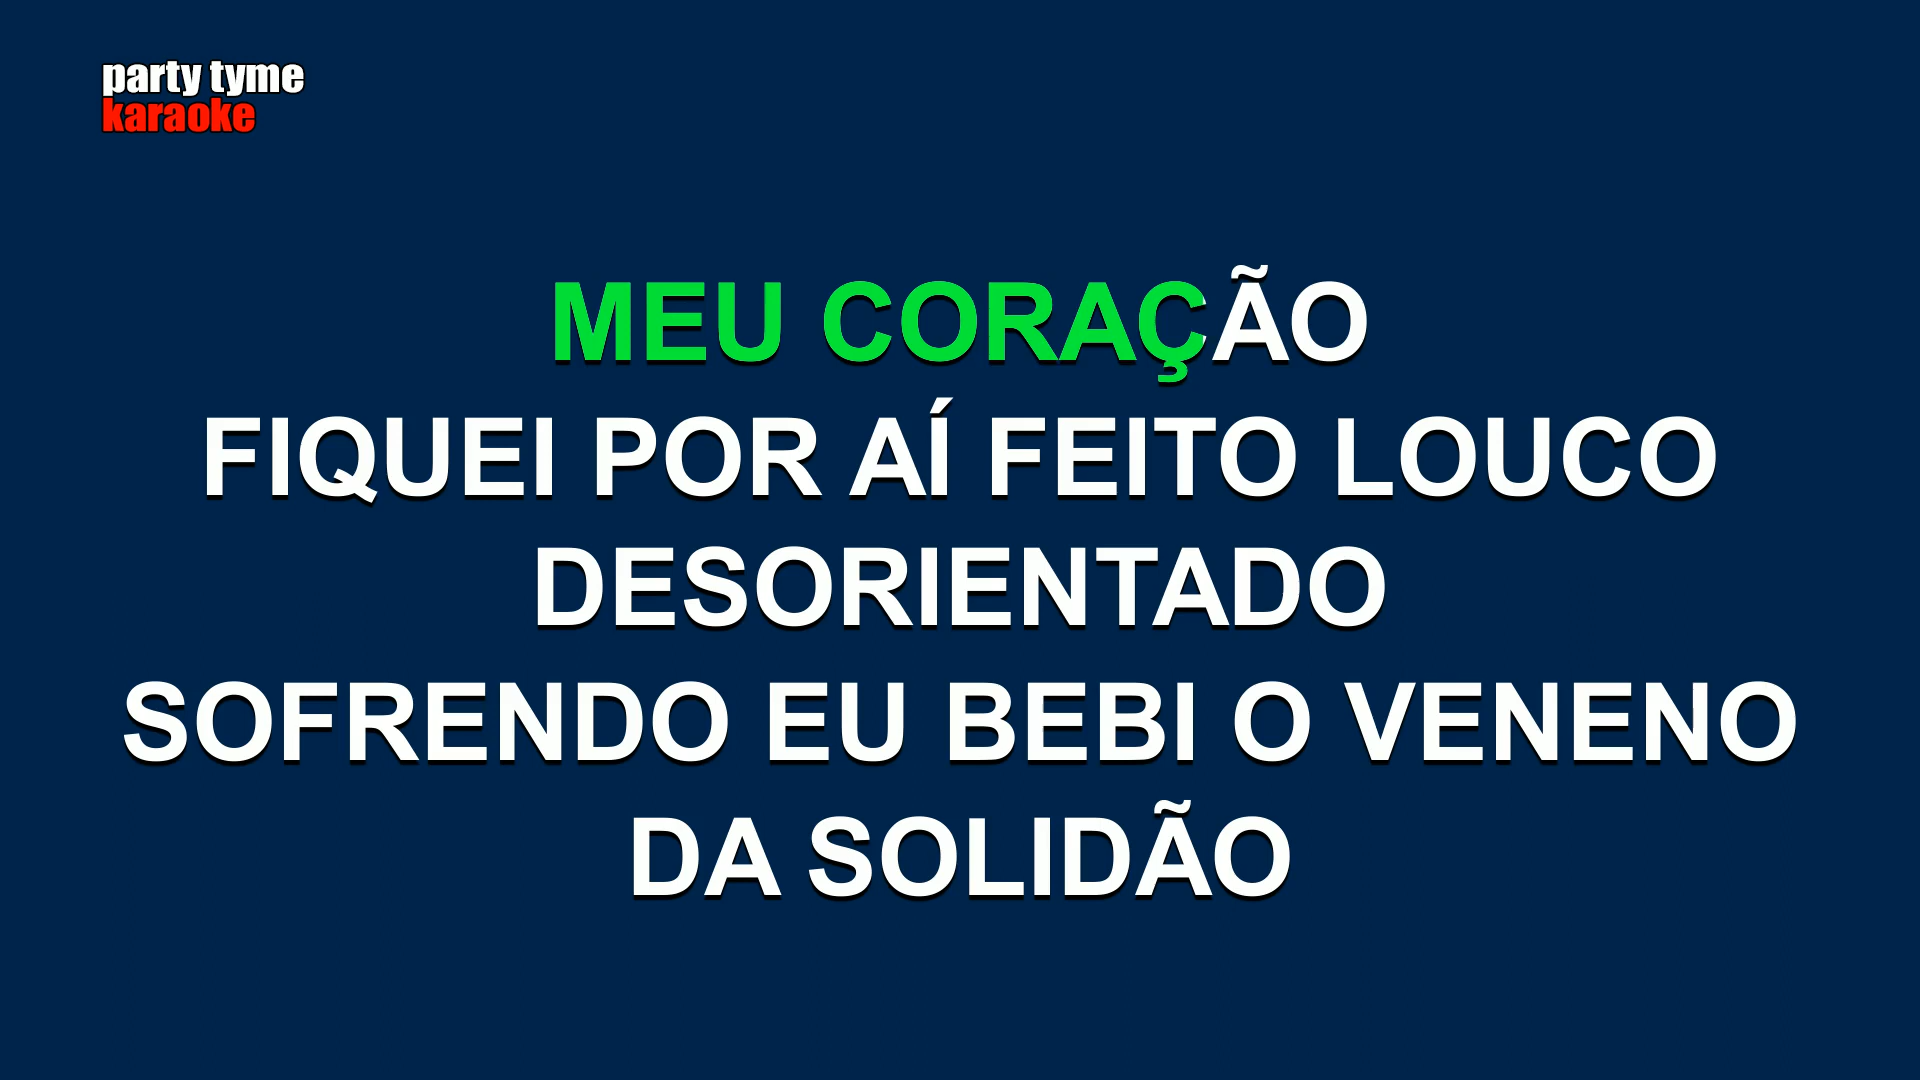 party tyme
karaoke
MEU CORAÇÃO
FIQUEI POR AÍ FEITO LOUCO
DESORIENTADO
SOFRENDO EU BEBI O VENENO
DA SOLIDÃO